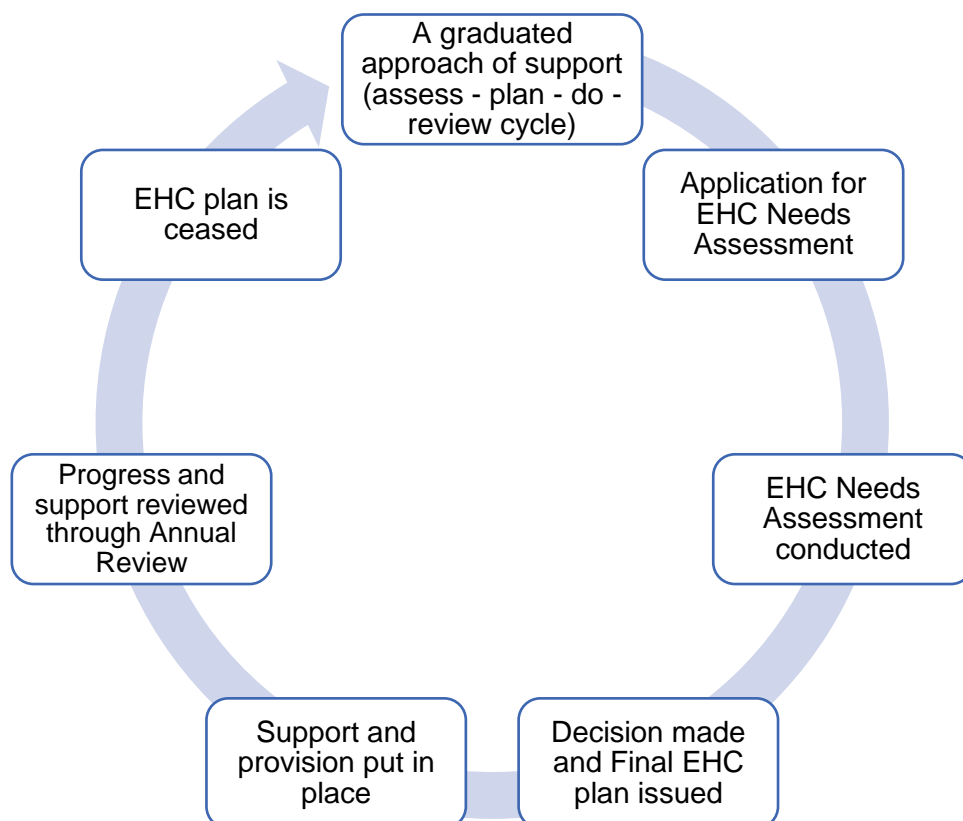 A graduated
approach of support
(assess - plan - do -
review cycle)
Application for
EHC Needs
Assessment
EHC Needs
Assessment
conducted
Decision made
and Final EHC
plan issued
Support and
provision put in
place
Progress and
support reviewed
through Annual
Review
EHC plan is
ceased